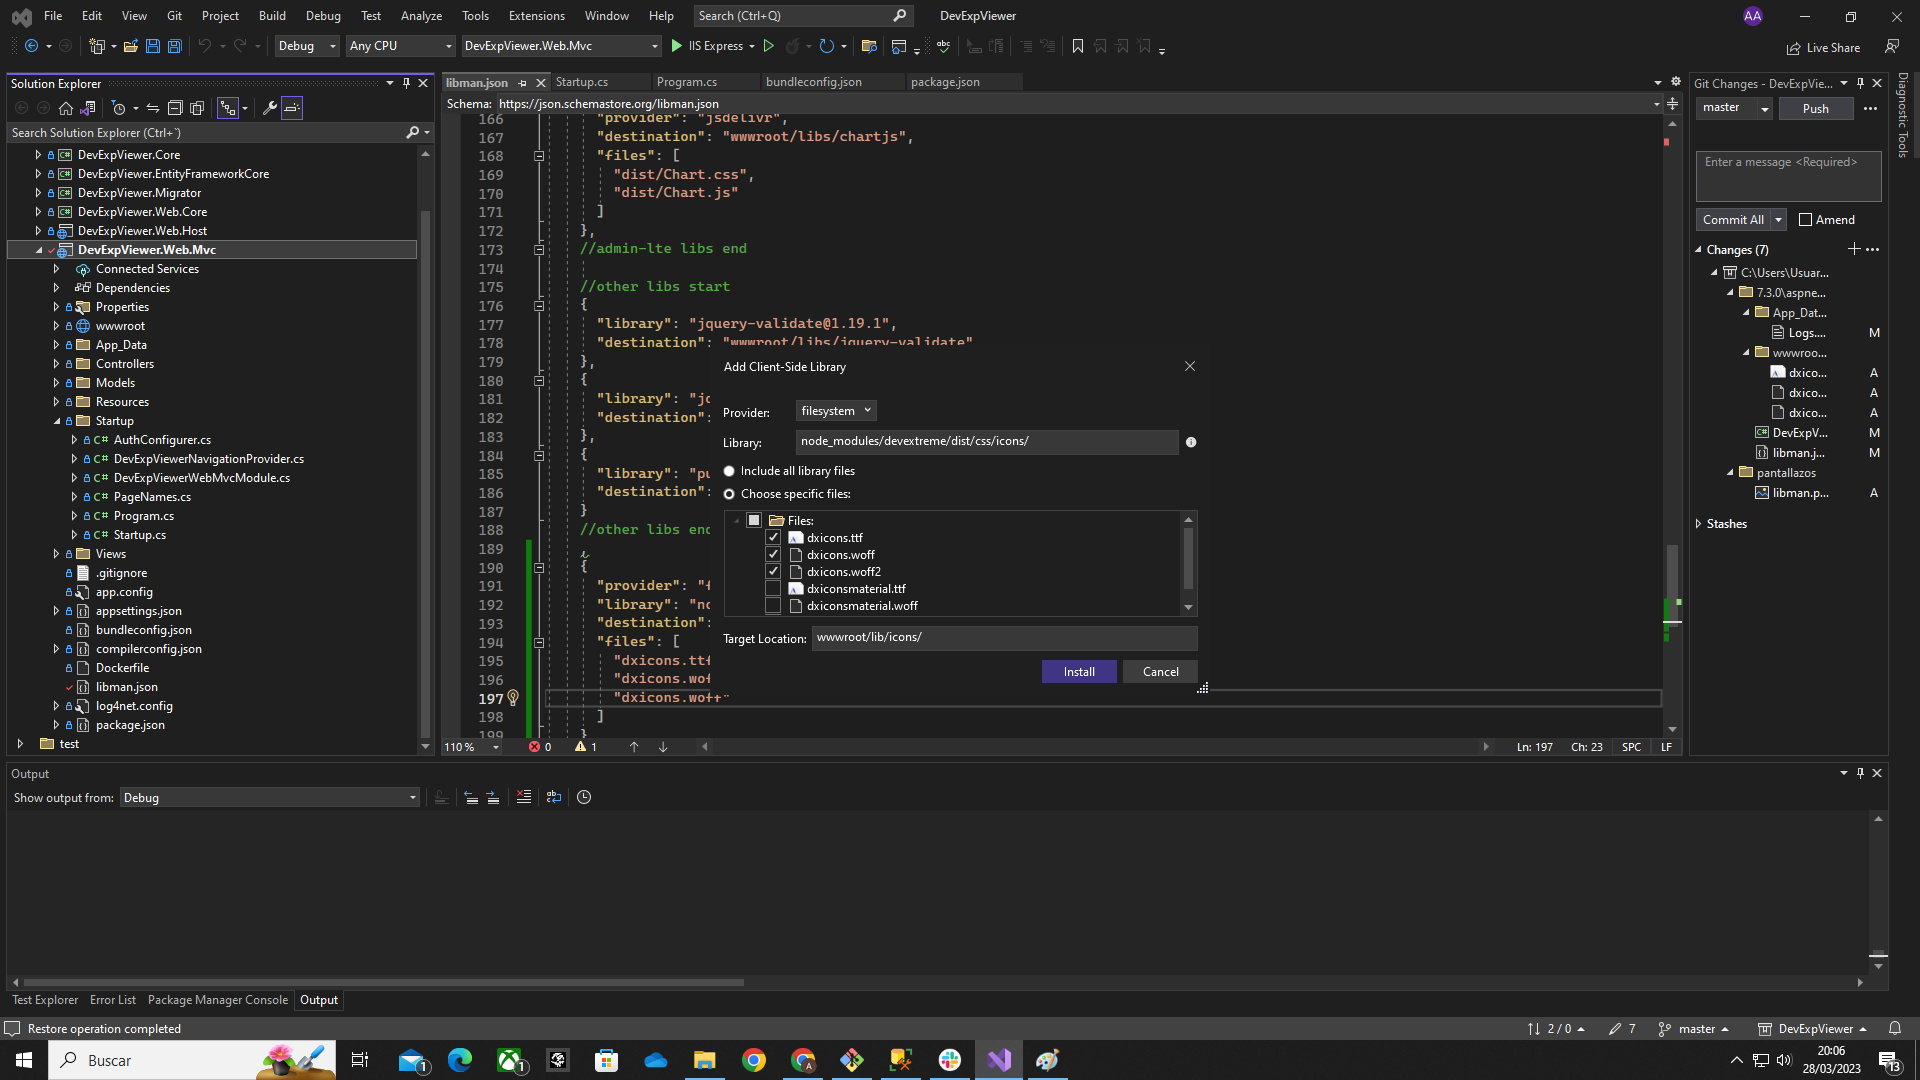 File Edit View Git Project Build Debug Test Analyze Tools Extensions Window Help Search (Ctrl+Q) DevExpViewer AA
Debug Any CPU DevExpViewer.Web.Mvc IIS Express Live Share
Solution Explorer
Search Solution Explorer (Ctrl+`)
DevExpViewer.Core
DevExpViewer.EntityFrameworkCore
DevExpViewer.Migrator
DevExpViewer.Web.Core
DevExpViewer.Web.Host
DevExpViewer.Web.Mvc
Connected Services
Dependencies
Properties
wwwroot
App_Data
Controllers
Models
Resources
Startup
C# AuthConfigurer.cs
C# DevExpViewerNavigationProvider.cs
C# DevExpViewerWebMvcModule.cs
C# PageNames.cs
C# Program.cs
C# Startup.cs
Views
.gitignore
app.config
appsettings.json
bundleconfig.json
compilerconfig.json
Dockerfile
libman.json
log4net.config
package.json
test
libman.json Startup.cs Program.cs bundleconfig.json package.json
Schema: https://json.schemastore.org/libman.json
166 "provider": "jsdelivr",
167 "destination": "wwwroot/libs/chartjs",
168 "files": [
169 "dist/Chart.css",
170 "dist/Chart.js"
171 ]
172 },
173 //admin-lte libs end
174
175 //other libs start
176 {
177 "library": "jquery-validate@1.19.1",
178 "destination": "wwwroot/libs/jquery-validate"
179 },
180 {
181 "library": "jq
182 "destination":
183 },
184 {
185 "library": "pu
186 "destination":
187 }
188 //other libs end
189 ,
190 {
191 "provider": "f
192 "library": "no
193 "destination":
194 "files": [
195 "dxicons.ttf
196 "dxicons.wof
197 "dxicons.woff"
198 ]
199 }
110 % 0 1 Ln: 197 Ch: 23 SPC LF
Add Client-Side Library
Provider: filesystem
Library: node_modules/devextreme/dist/css/icons/
Include all library files
Choose specific files:
Files:
dxicons.ttf
dxicons.woff
dxicons.woff2
dxiconsmaterial.ttf
dxiconsmaterial.woff
Target Location: wwwroot/lib/icons/
Install Cancel
Git Changes - DevExpVie...
master Push
Enter a message <Required>
Commit All Amend
Changes (7)
C:\Users\Usuar...
7.3.0\aspne...
App_Dat...
Logs.... M
wwwroo...
dxico... A
dxico... A
dxico... A
DevExpV... M
libman.j... M
pantallazos
libman.p... A
Stashes
Diagnostic Tools
Output
Show output from: Debug
Test Explorer Error List Package Manager Console Output
Restore operation completed 2 / 0 7 master DevExpViewer
Buscar 1 1 A 20:06
28/03/2023 13